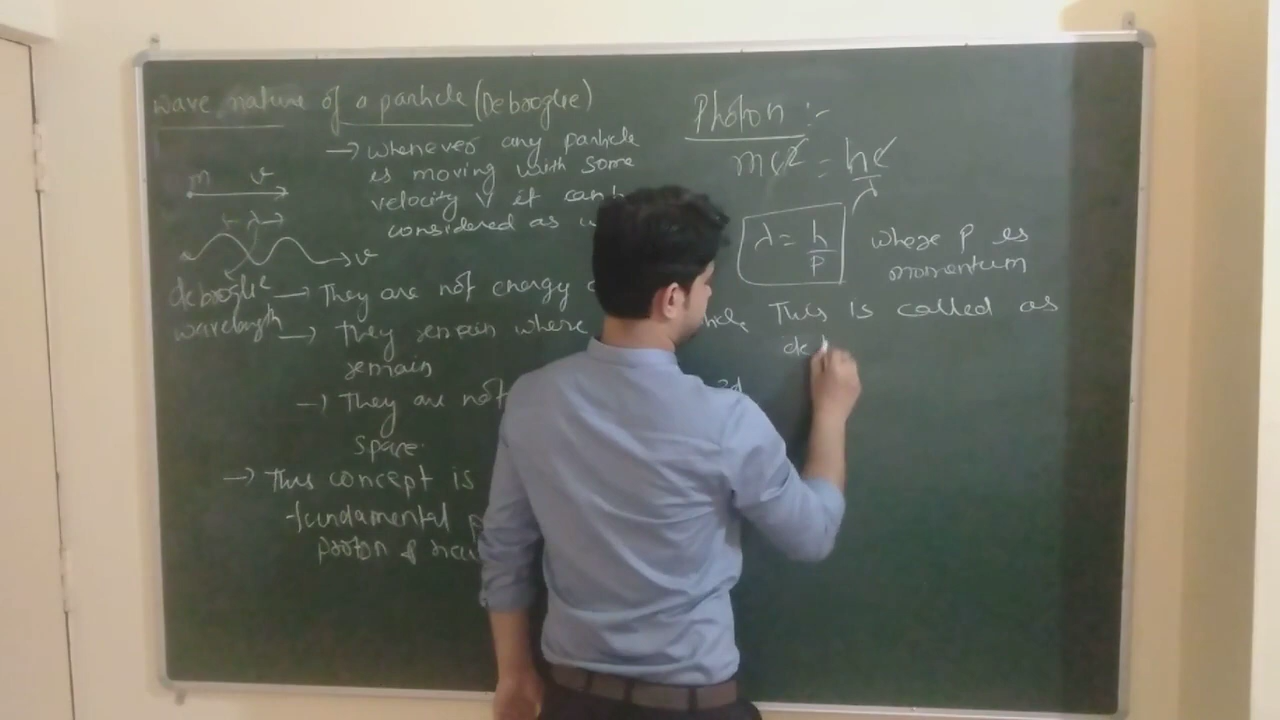 wave nature of a particle (Debroglie)
→ whenever any particle
is moving with some
velocity V it can b
considered as w
m v
← λ →
v
debroglie
wavelength
→ They are not energy
→ They remain where
remain
→ They are not
space.
→ This concept is
fundamental p
proton & neu
Photon :-
mc² = hc/λ
λ = h/P where P is
momentum
This is called as
de b